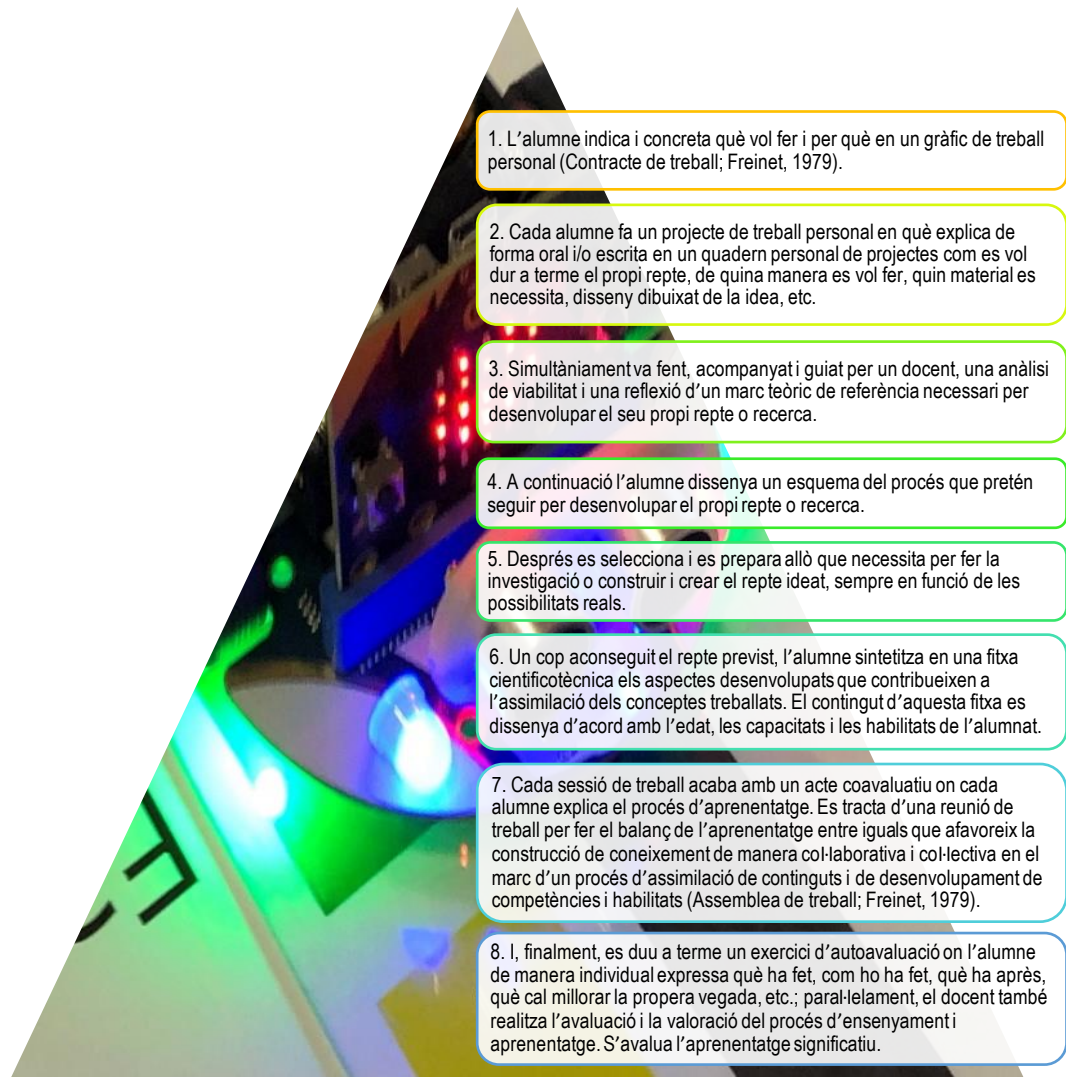 1. L’alumne indica i concreta què vol fer i per què en un gràfic de treball
personal (Contracte de treball; Freinet, 1979).
2. Cada alumne fa un projecte de treball personal en què explica de
forma oral i/o escrita en un quadern personal de projectes com es vol
dur a terme el propi repte, de quina manera es vol fer, quin material es
necessita, disseny dibuixat de la idea, etc.
3. Simultàniament va fent, acompanyat i guiat per un docent, una anàlisi
de viabilitat i una reflexió d’un marc teòric de referència necessari per
desenvolupar el seu propi repte o recerca.
4. A continuació l’alumne dissenya un esquema del procés que pretén
seguir per desenvolupar el propi repte o recerca.
5. Després es selecciona i es prepara allò que necessita per fer la
investigació o construir i crear el repte ideat, sempre en funció de les
possibilitats reals.
6. Un cop aconseguit el repte previst, l’alumne sintetitza en una fitxa
cientificotècnica els aspectes desenvolupats que contribueixen a
l’assimilació dels conceptes treballats. El contingut d’aquesta fitxa es
dissenya d’acord amb l’edat, les capacitats i les habilitats de l’alumnat.
7. Cada sessió de treball acaba amb un acte coavaluatiu on cada
alumne explica el procés d’aprenentatge. Es tracta d’una reunió de
treball per fer el balanç de l’aprenentatge entre iguals que afavoreix la
construcció de coneixement de manera col·laborativa i col·lectiva en el
marc d’un procés d’assimilació de continguts i de desenvolupament de
competències i habilitats (Assemblea de treball; Freinet, 1979).
8. I, finalment, es duu a terme un exercici d’autoavaluació on l’alumne
de manera individual expressa què ha fet, com ho ha fet, què ha après,
què cal millorar la propera vegada, etc.; paral·lelament, el docent també
realitza l’avaluació i la valoració del procés d’ensenyament i
aprenentatge. S’avalua l’aprenentatge significatiu.